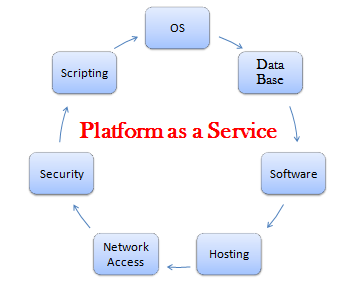 OS
Data
Base
Scripting
Platform as a Service
Security
Software
Network
Access
Hosting